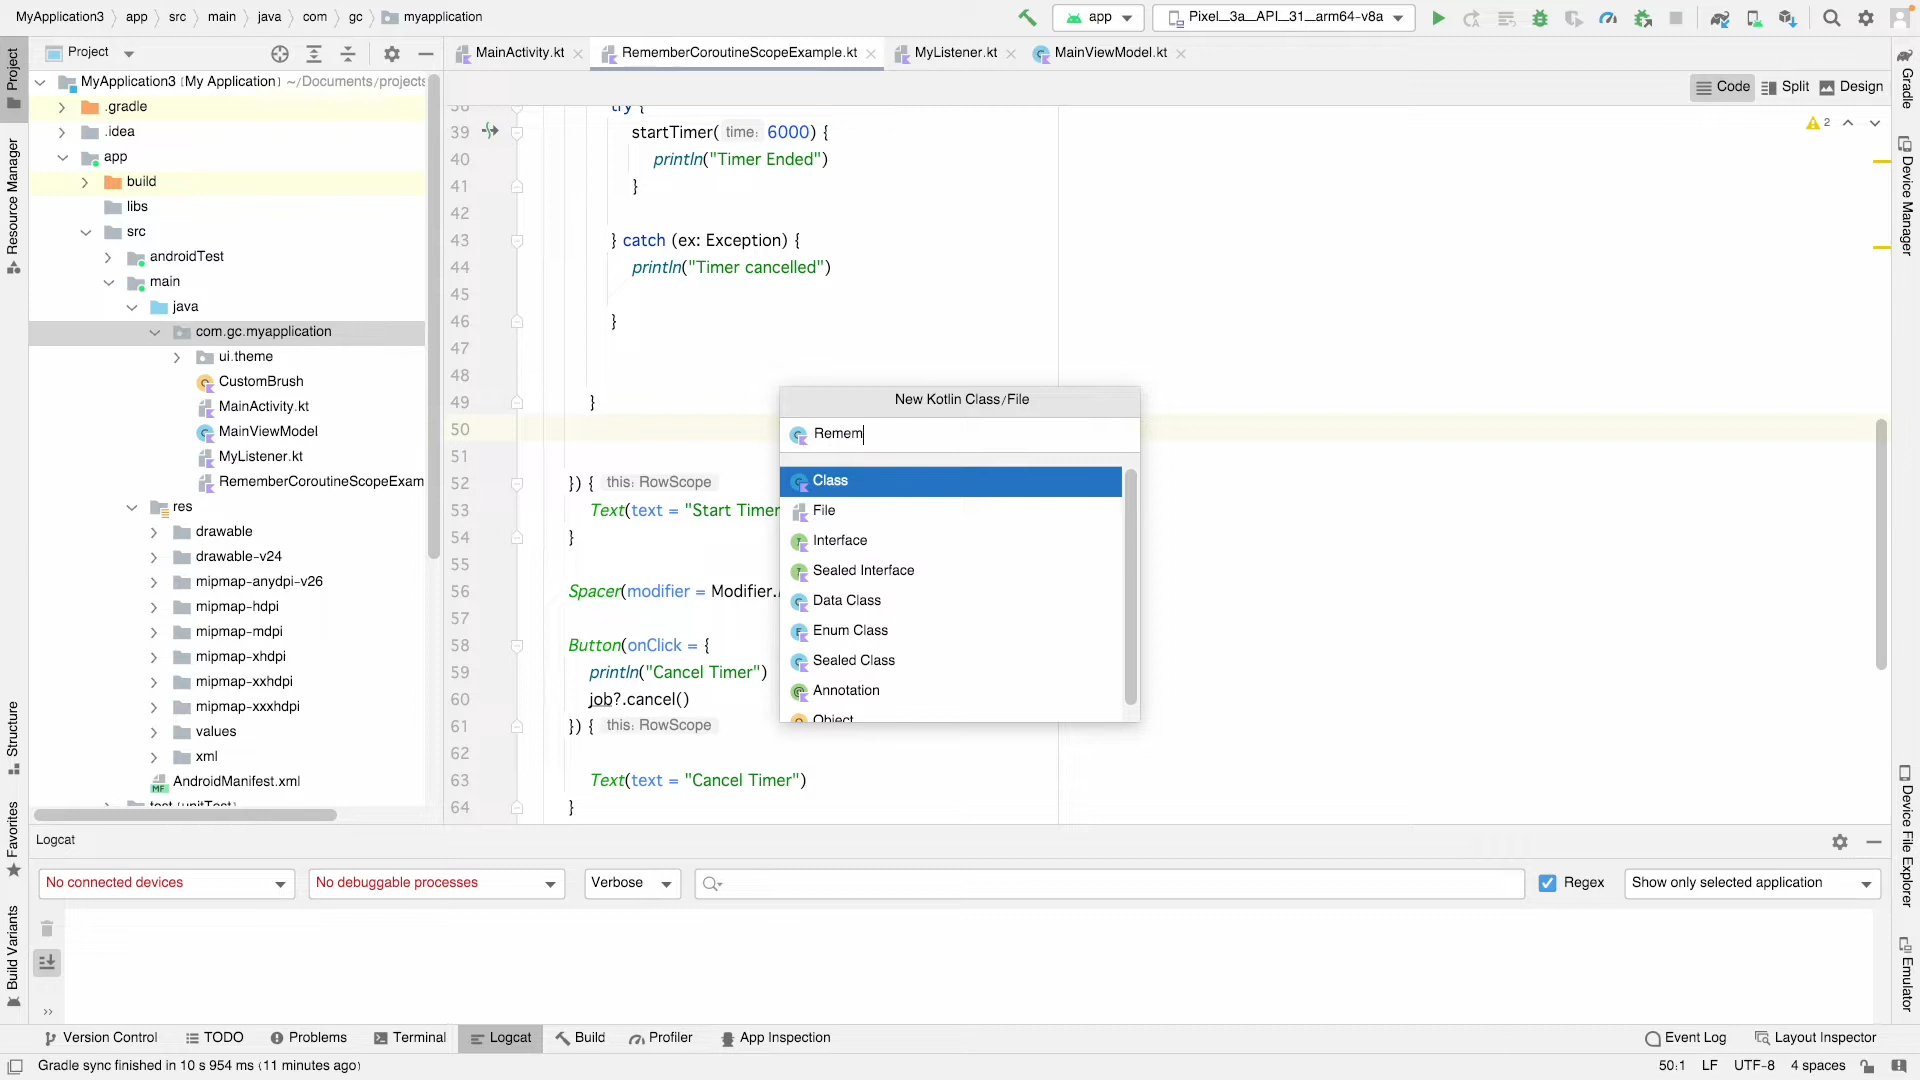 MyApplication3
app
src
main
java
com
gc
myapplication
app
Pixel_3a_API_31_arm64-v8a
Project
MainActivity.kt
RememberCoroutineScopeExample.kt
MyListener.kt
MainViewModel.kt
Code
Split
Design
MyApplication3 [My Application] ~/Documents/projects
.gradle
.idea
app
build
libs
src
androidTest
main
java
com.gc.myapplication
ui.theme
CustomBrush
MainActivity.kt
MainViewModel
MyListener.kt
RememberCoroutineScopeExam
res
drawable
drawable-v24
mipmap-anydpi-v26
mipmap-hdpi
mipmap-mdpi
mipmap-xhdpi
mipmap-xxhdpi
mipmap-xxxhdpi
values
xml
AndroidManifest.xml
test (unitTest)
2
38 try {
39 startTimer( time: 6000) {
40 println("Timer Ended")
41 }
42
43 } catch (ex: Exception) {
44 println("Timer cancelled")
45
46 }
47
48
49 }
50
51
52 }) { this: RowScope
53 Text(text = "Start Timer
54 }
55
56 Spacer(modifier = Modifier.
57
58 Button(onClick = {
59 println("Cancel Timer")
60 job?.cancel()
61 }) { this: RowScope
62
63 Text(text = "Cancel Timer")
64 }
New Kotlin Class/File
Remem
Class
File
Interface
Sealed Interface
Data Class
Enum Class
Sealed Class
Annotation
Object
Project
Resource Manager
Structure
Favorites
Build Variants
Gradle
Device Manager
Device File Explorer
Emulator
Logcat
No connected devices
No debuggable processes
Verbose
Regex
Show only selected application
Version Control
TODO
Problems
Terminal
Logcat
Build
Profiler
App Inspection
Event Log
Layout Inspector
Gradle sync finished in 10 s 954 ms (11 minutes ago)
50:1
LF
UTF-8
4 spaces